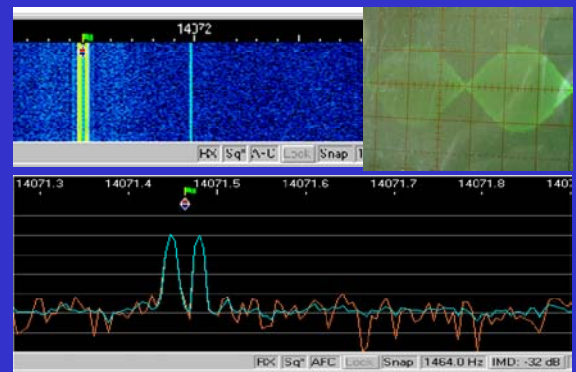 14072
RX Sq* A-C Lock Snap
14071.3 14071.4 14071.5 14071.6 14071.7 14071.8 1407
RX Sq* AFC Lock Snap 1464.0 Hz IMD: -32 dB